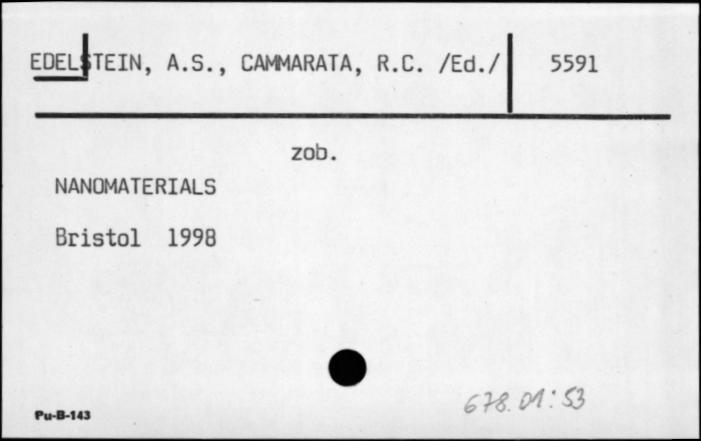 EDELSTEIN, A.S., CAMMARATA, R.C. /Ed./ 5591
zob.
NANOMATERIALS
Bristol 1998
678.01:53
Pu-B-143